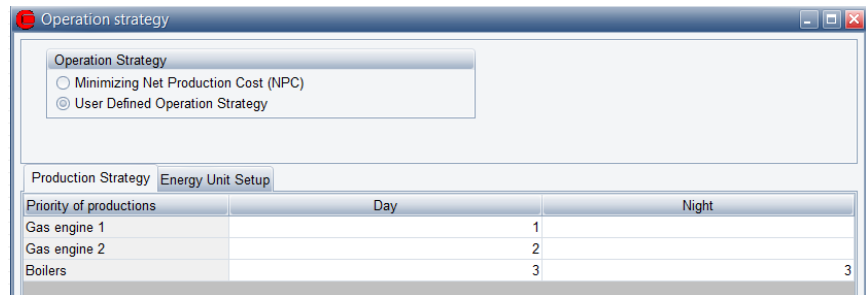 Operation strategy
Operation Strategy
Minimizing Net Production Cost (NPC)
User Defined Operation Strategy
Production Strategy Energy Unit Setup
Priority of productions Day Night
Gas engine 1 1
Gas engine 2 2
Boilers 3 3